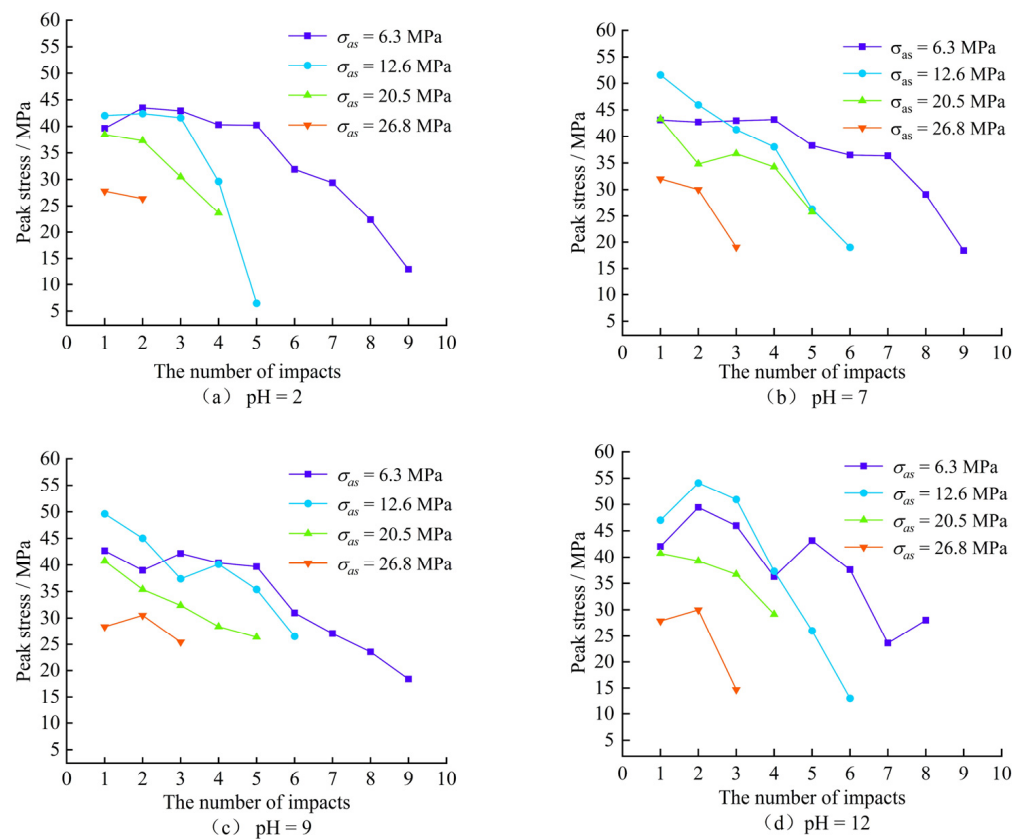 60
55
50
45
40
35
30
25
20
15
10
5
Peak stress / MPa
σas = 6.3 MPa
σas = 12.6 MPa
σas = 20.5 MPa
σas = 26.8 MPa
0 1 2 3 4 5 6 7 8 9 10
The number of impacts
（a） pH = 2
60
55
50
45
40
35
30
25
20
15
10
5
Peak stress / MPa
σas = 6.3 MPa
σas = 12.6 MPa
σas = 20.5 MPa
σas = 26.8 MPa
0 1 2 3 4 5 6 7 8 9 10
The number of impacts
（b） pH = 7
60
55
50
45
40
35
30
25
20
15
10
5
Peak stress / MPa
σas = 6.3 MPa
σas = 12.6 MPa
σas = 20.5 MPa
σas = 26.8 MPa
0 1 2 3 4 5 6 7 8 9 10
The number of impacts
（c） pH = 9
60
55
50
45
40
35
30
25
20
15
10
5
Peak stress / MPa
σas = 6.3 MPa
σas = 12.6 MPa
σas = 20.5 MPa
σas = 26.8 MPa
0 1 2 3 4 5 6 7 8 9 10
The number of impacts
（d） pH = 12